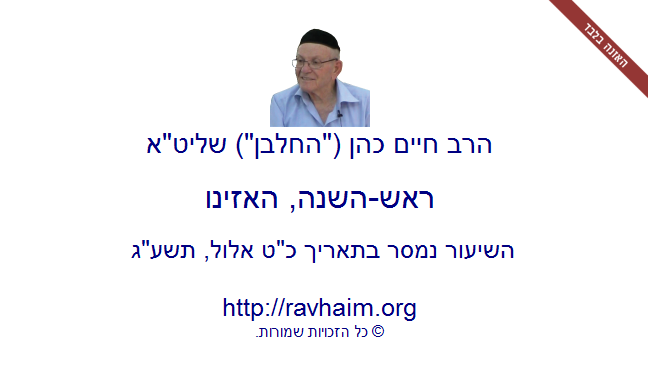 האזנה בלבד
הרב חיים כהן ("החלבן") שליט"א
ראש-השנה, האזינו
השיעור נמסר בתאריך כ"ט אלול, תשע"ג
http://ravhaim.org
© כל הזכויות שמורות.